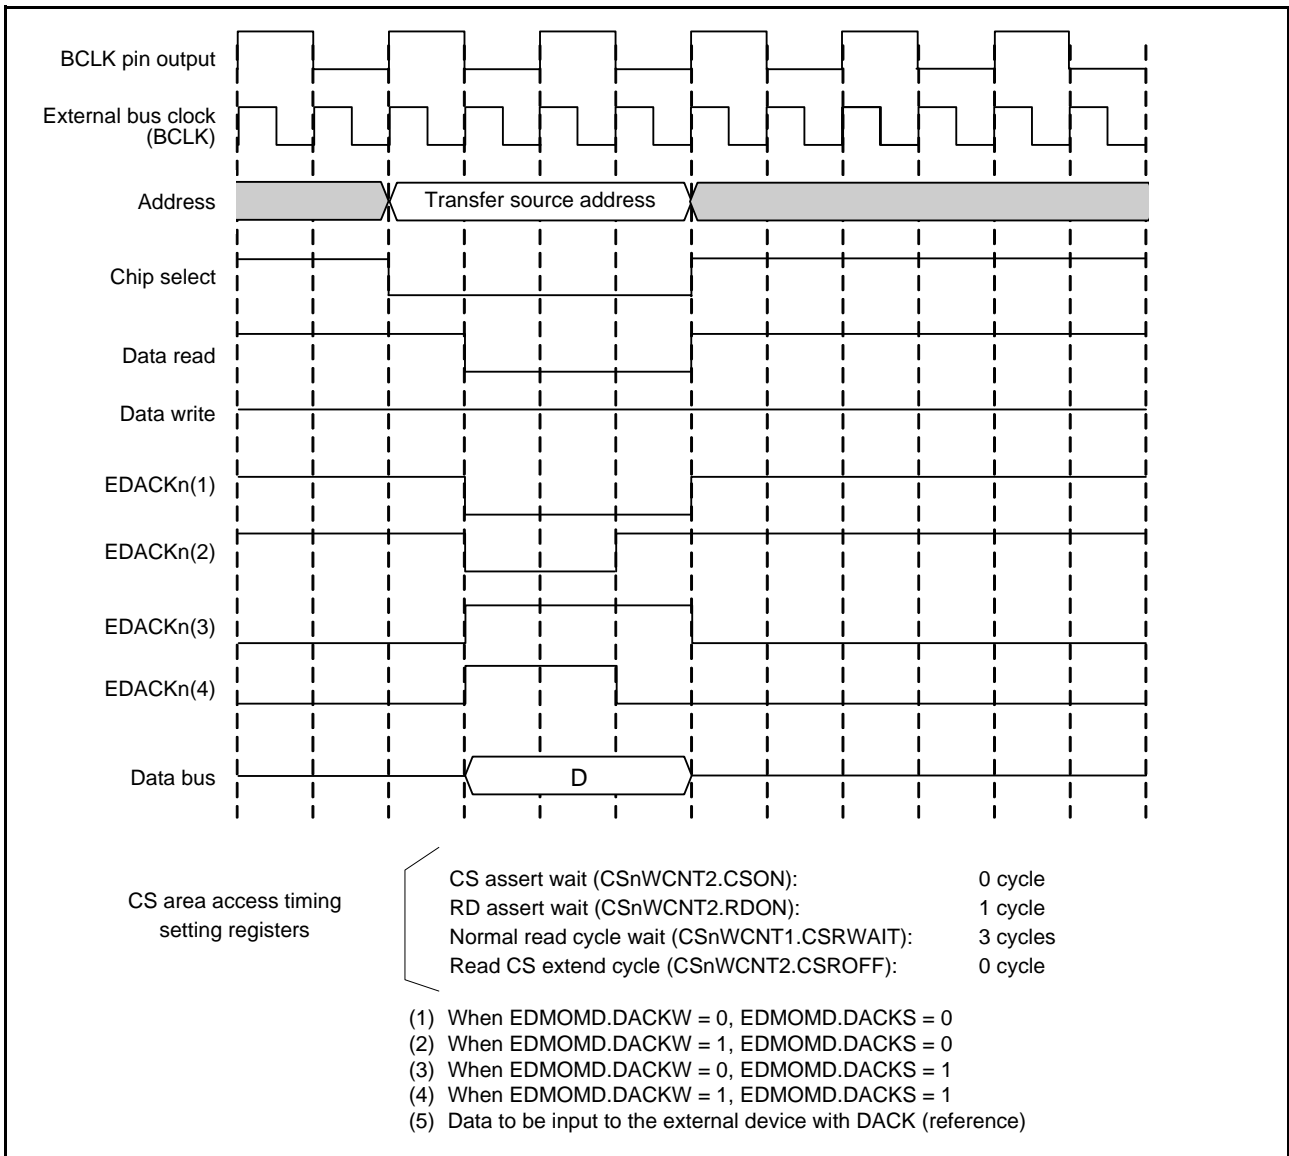 BCLK pin output
External bus clock
(BCLK)
Address
Transfer source address
Chip select
Data read
Data write
EDACKn(1)
EDACKn(2)
EDACKn(3)
EDACKn(4)
Data bus
D
CS area access timing
setting registers
CS assert wait (CSnWCNT2.CSON): 0 cycle
RD assert wait (CSnWCNT2.RDON): 1 cycle
Normal read cycle wait (CSnWCNT1.CSRWAIT): 3 cycles
Read CS extend cycle (CSnWCNT2.CSROFF): 0 cycle
(1) When EDMOMD.DACKW = 0, EDMOMD.DACKS = 0
(2) When EDMOMD.DACKW = 1, EDMOMD.DACKS = 0
(3) When EDMOMD.DACKW = 0, EDMOMD.DACKS = 1
(4) When EDMOMD.DACKW = 1, EDMOMD.DACKS = 1
(5) Data to be input to the external device with DACK (reference)